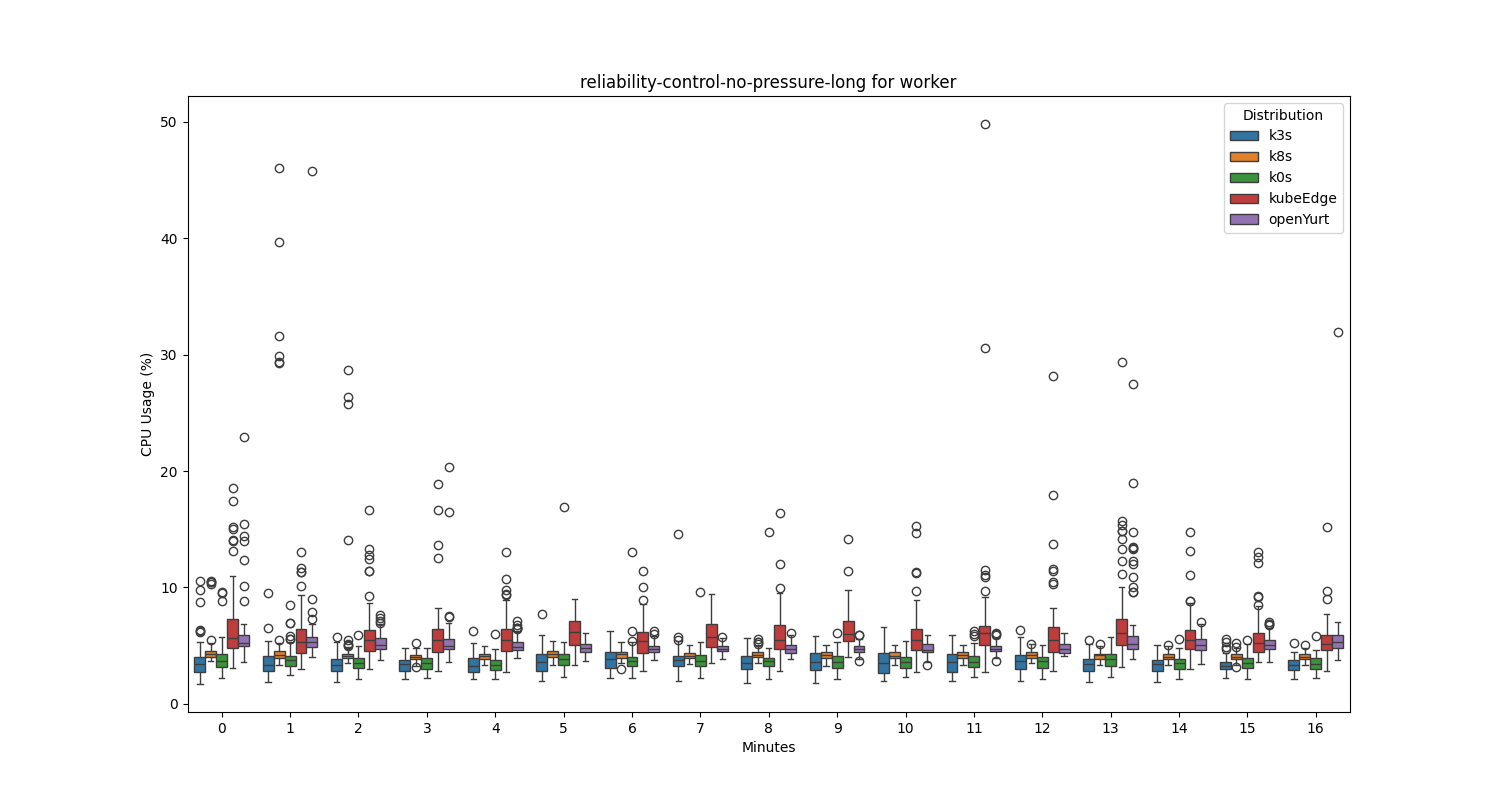 reliability-control-no-pressure-long for worker
CPU Usage (%)
50
40
30
20
10
0
Distribution
k3s
k8s
k0s
kubeEdge
openYurt
0 1 2 3 4 5 6 7 8 9 10 11 12 13 14 15 16
Minutes